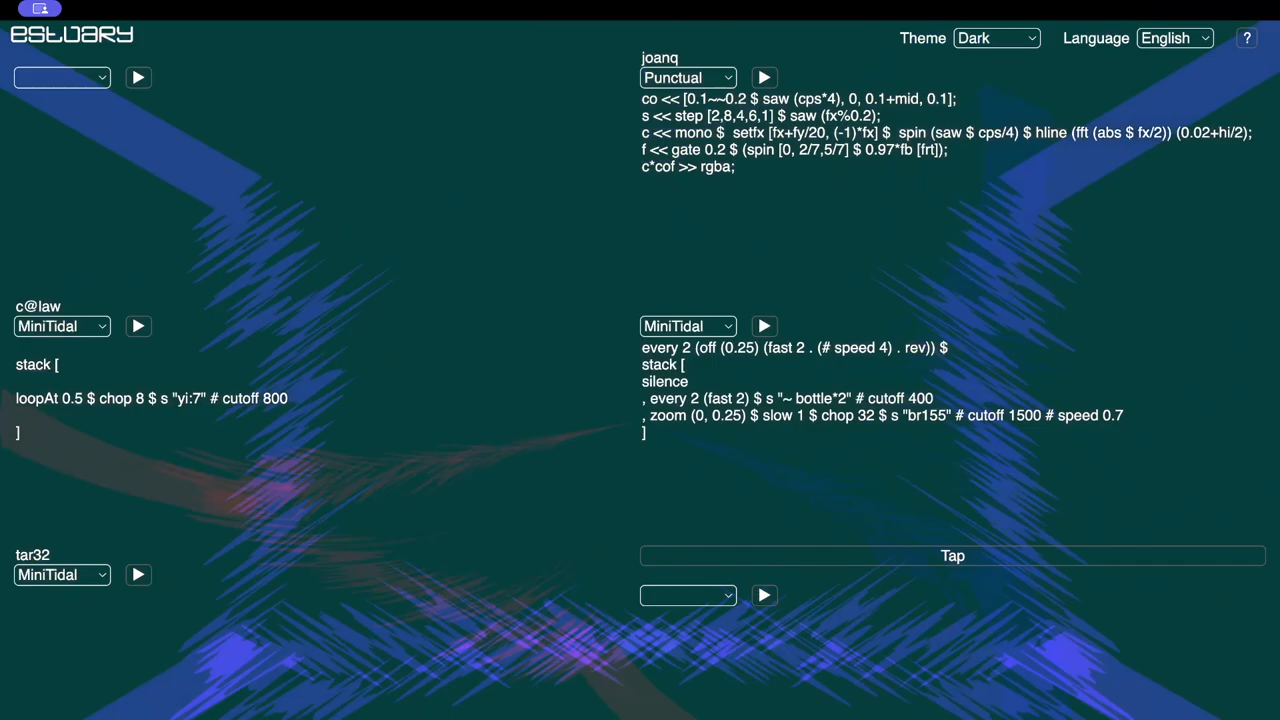 estuary
Theme Dark Language English ?
joanq
Punctual
co << [0.1~~0.2 $ saw (cps*4), 0, 0.1+mid, 0.1];
s << step [2,8,4,6,1] $ saw (fx%0.2);
c << mono $  setfx [fx+fy/20, (-1)*fx] $  spin (saw $ cps/4) $ hline (fft (abs $ fx/2)) (0.02+hi/2);
f << gate 0.2 $ (spin [0, 2/7,5/7] $ 0.97*fb [frt]);
c*cof >> rgba;
c@law
MiniTidal
stack [
loopAt 0.5 $ chop 8 $ s "yi:7" # cutoff 800
]
MiniTidal
every 2 (off (0.25) (fast 2 . (# speed 4) . rev)) $
stack [
silence
, every 2 (fast 2) $ s "~ bottle*2" # cutoff 400
, zoom (0, 0.25) $ slow 1 $ chop 32 $ s "br155" # cutoff 1500 # speed 0.7
]
tar32
MiniTidal
Tap